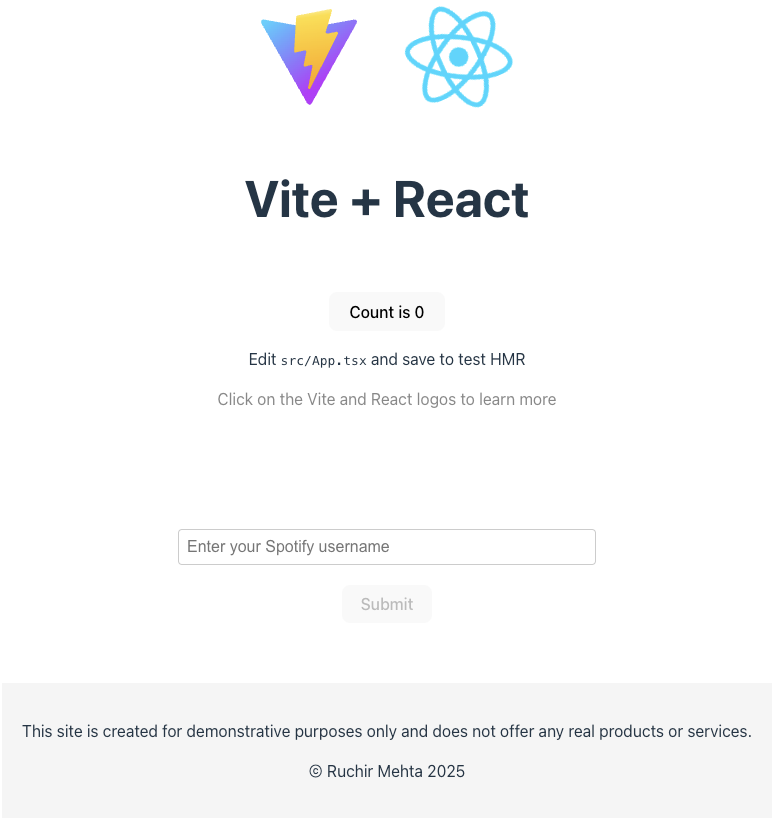 Vite + React
Count is 0
Edit src/App.tsx and save to test HMR
Click on the Vite and React logos to learn more
Enter your Spotify username
Submit
This site is created for demonstrative purposes only and does not offer any real products or services.
© Ruchir Mehta 2025